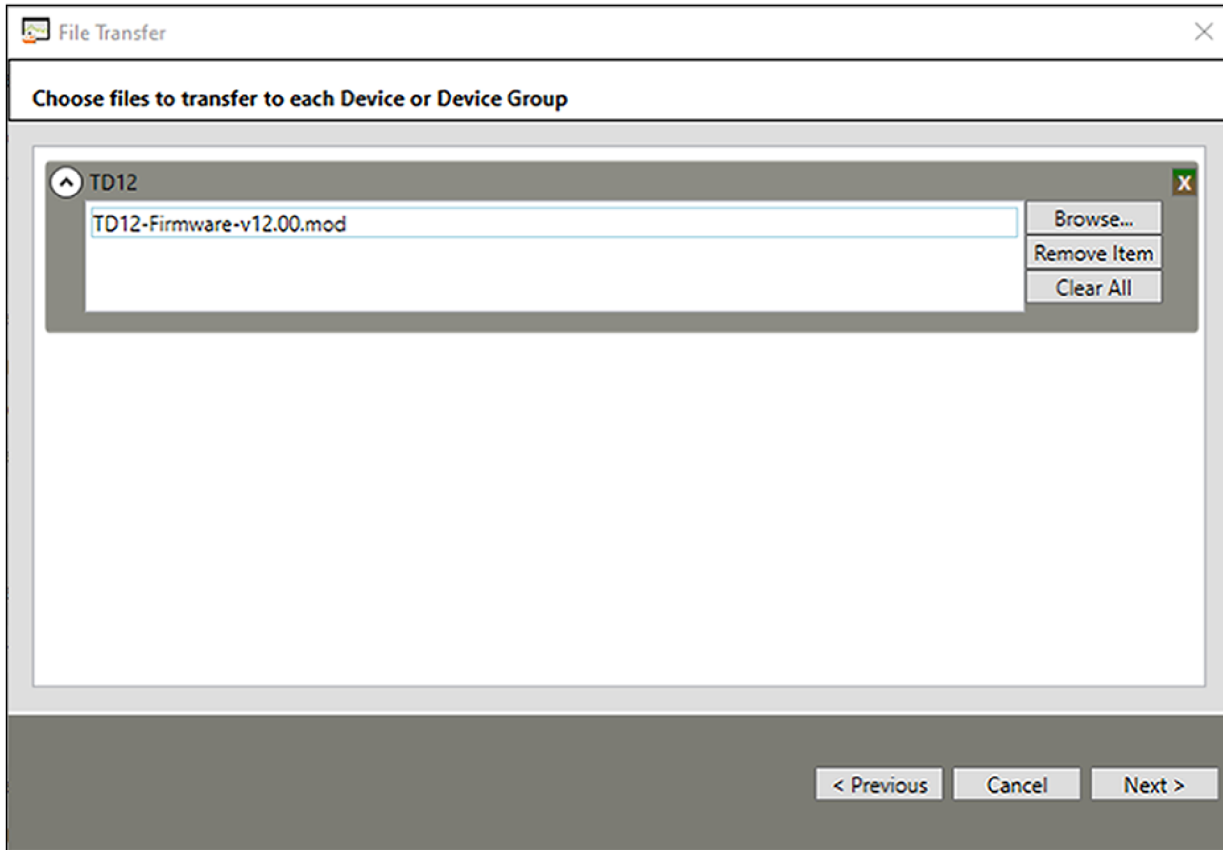 File Transfer
Choose files to transfer to each Device or Device Group
TD12
X
TD12-Firmware-v12.00.mod
Browse...
Remove Item
Clear All
< Previous
Cancel
Next >